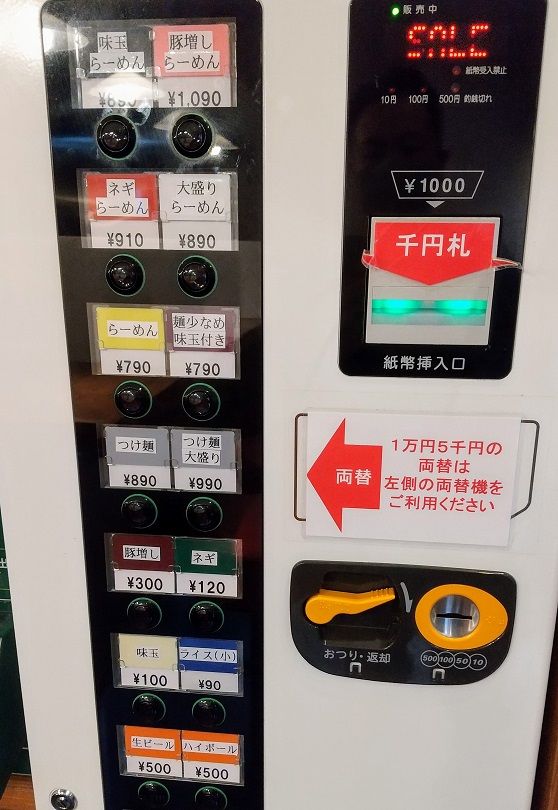 味玉
らーめん
¥890
豚増し
らーめん
¥1,090
ネギ
らーめん
¥910
大盛り
らーめん
¥890
らーめん
¥790
麺少なめ
味玉付き
¥790
つけ麺
¥890
つけ麺
大盛り
¥990
豚増し
¥300
ネギ
¥120
味玉
¥100
ライス(小)
¥90
生ビール
¥500
ハイボール
¥500
販売中
SALE
紙幣受入禁止
10円 100円 500円 釣銭切れ
¥1000
千円札
紙幣挿入口
両替
1万円5千円の
両替は
左側の両替機を
ご利用ください
おつり・返却
500 100 50 10